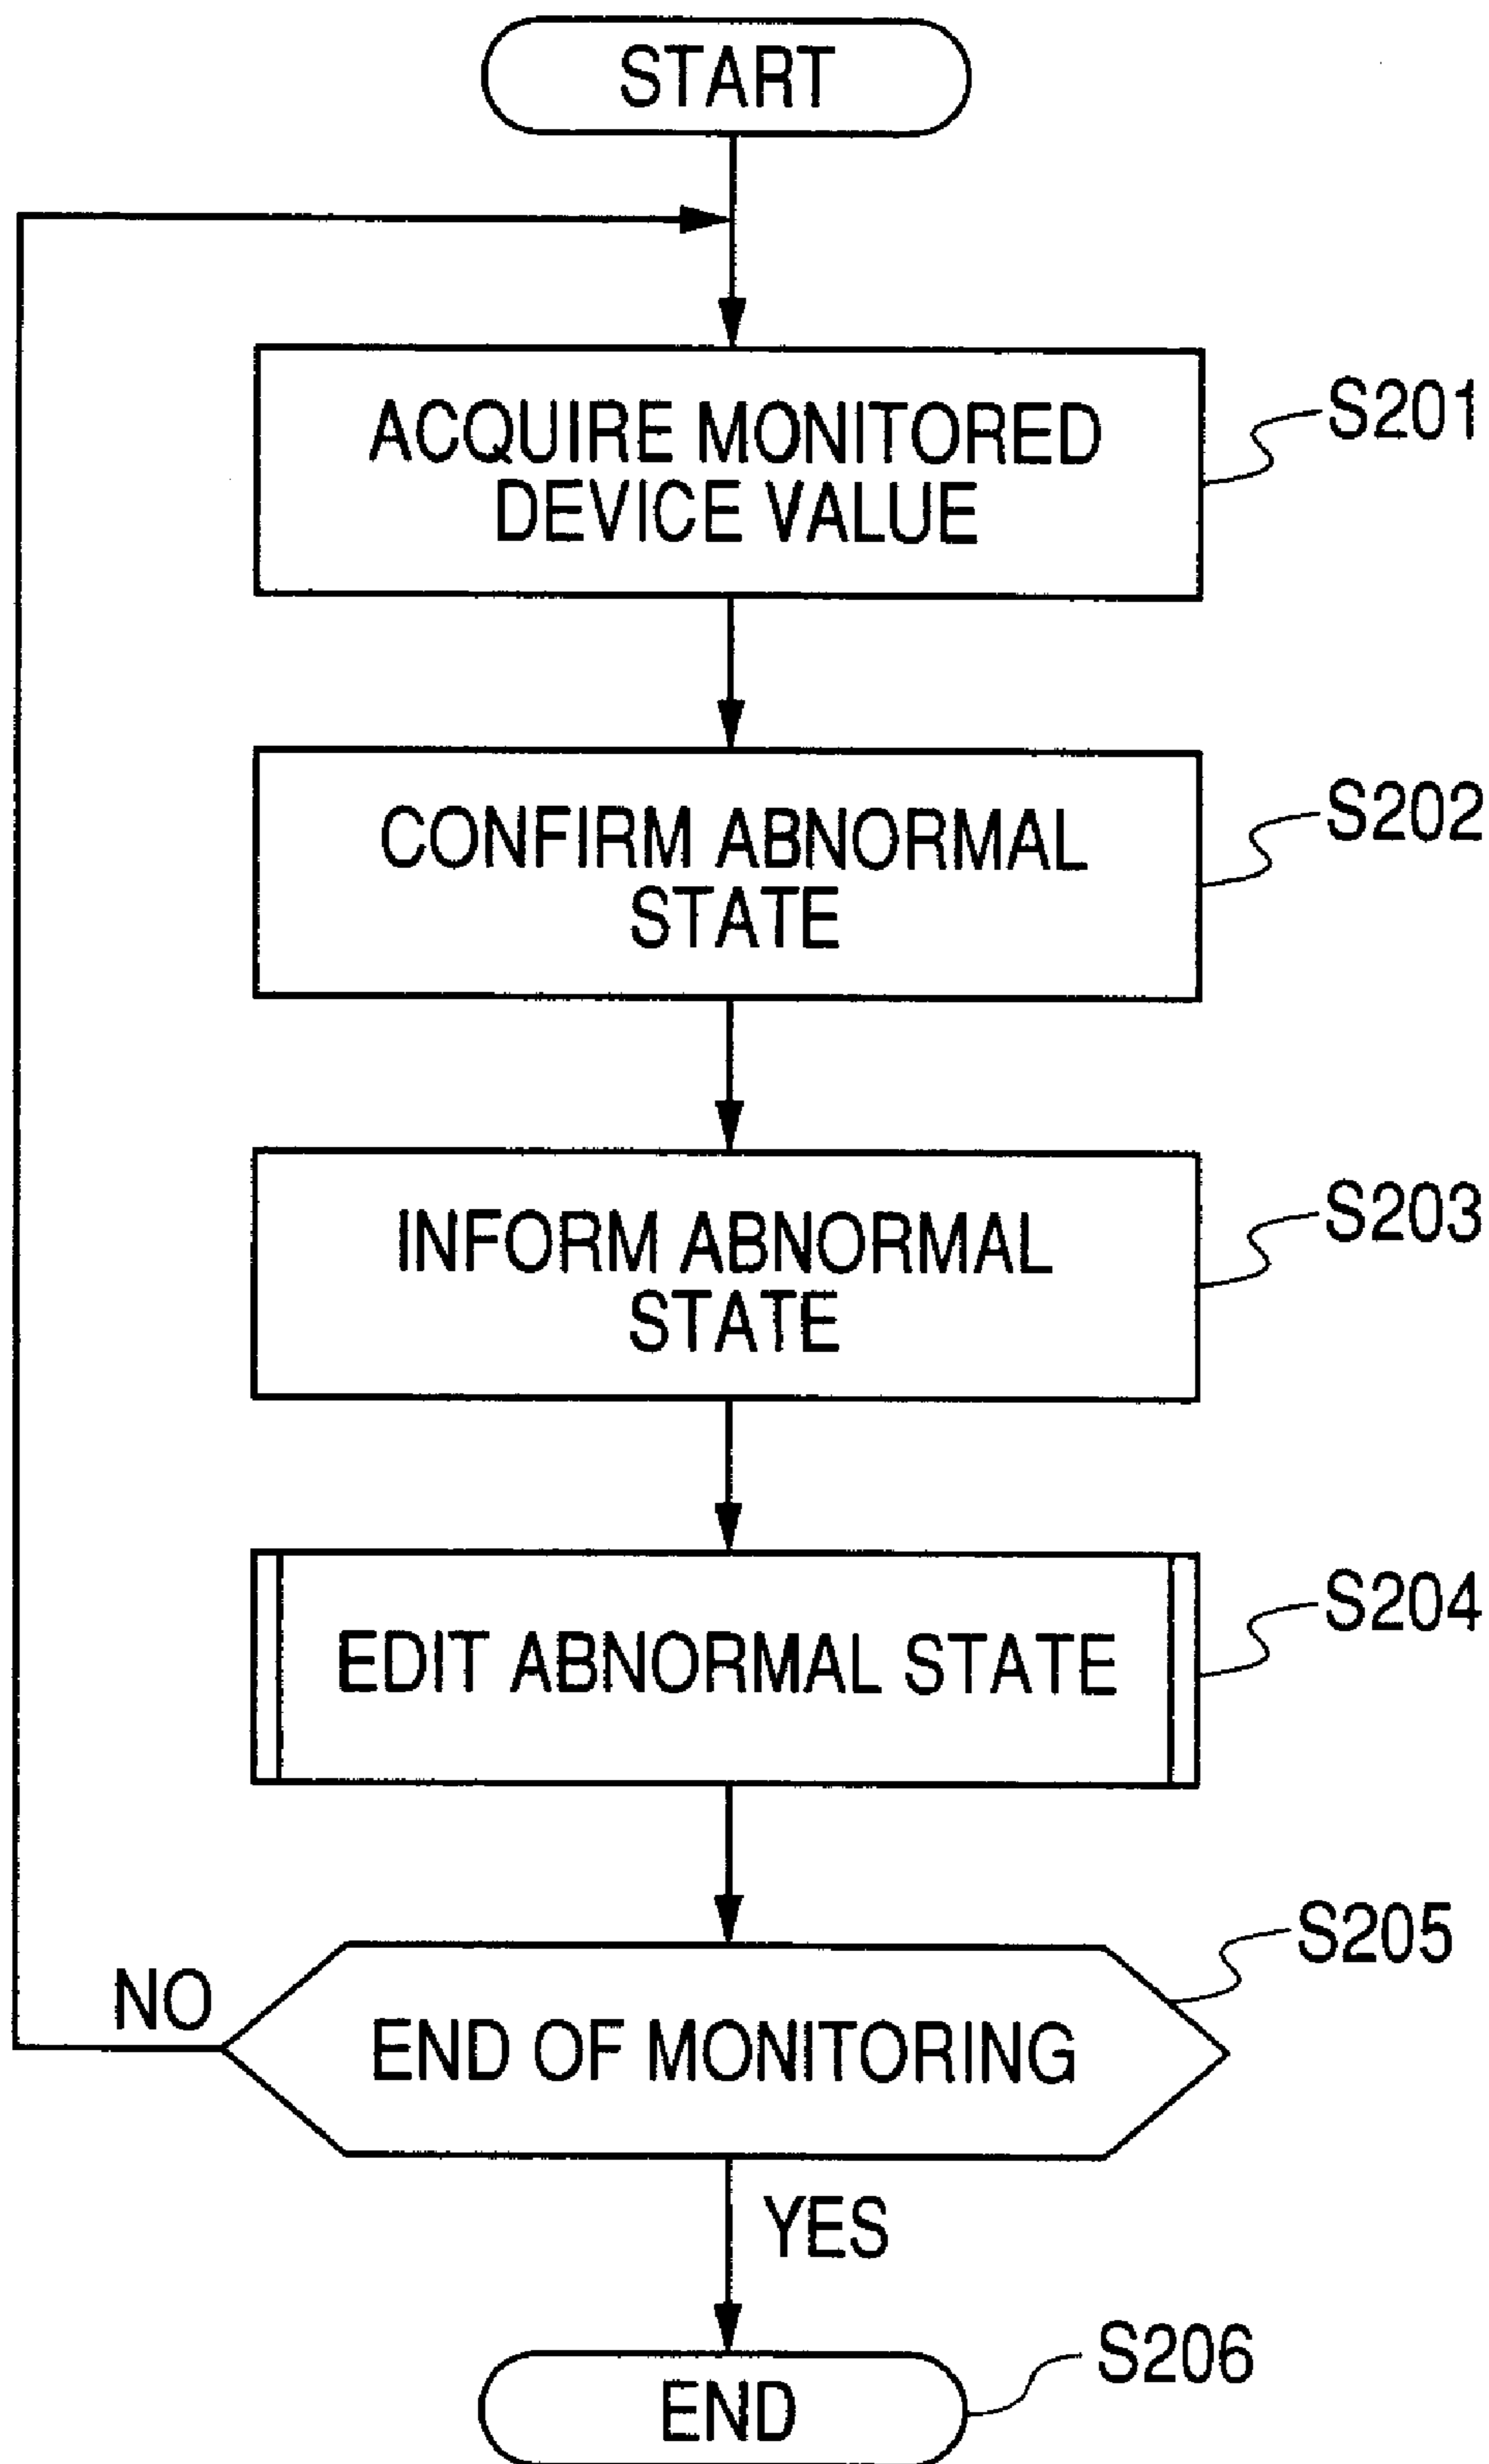 START
ACQUIRE MONITORED
DEVICE VALUE
S201
CONFIRM ABNORMAL
STATE
S202
INFORM ABNORMAL
STATE
S203
EDIT ABNORMAL STATE
S204
END OF MONITORING
S205
NO
YES
END
S206